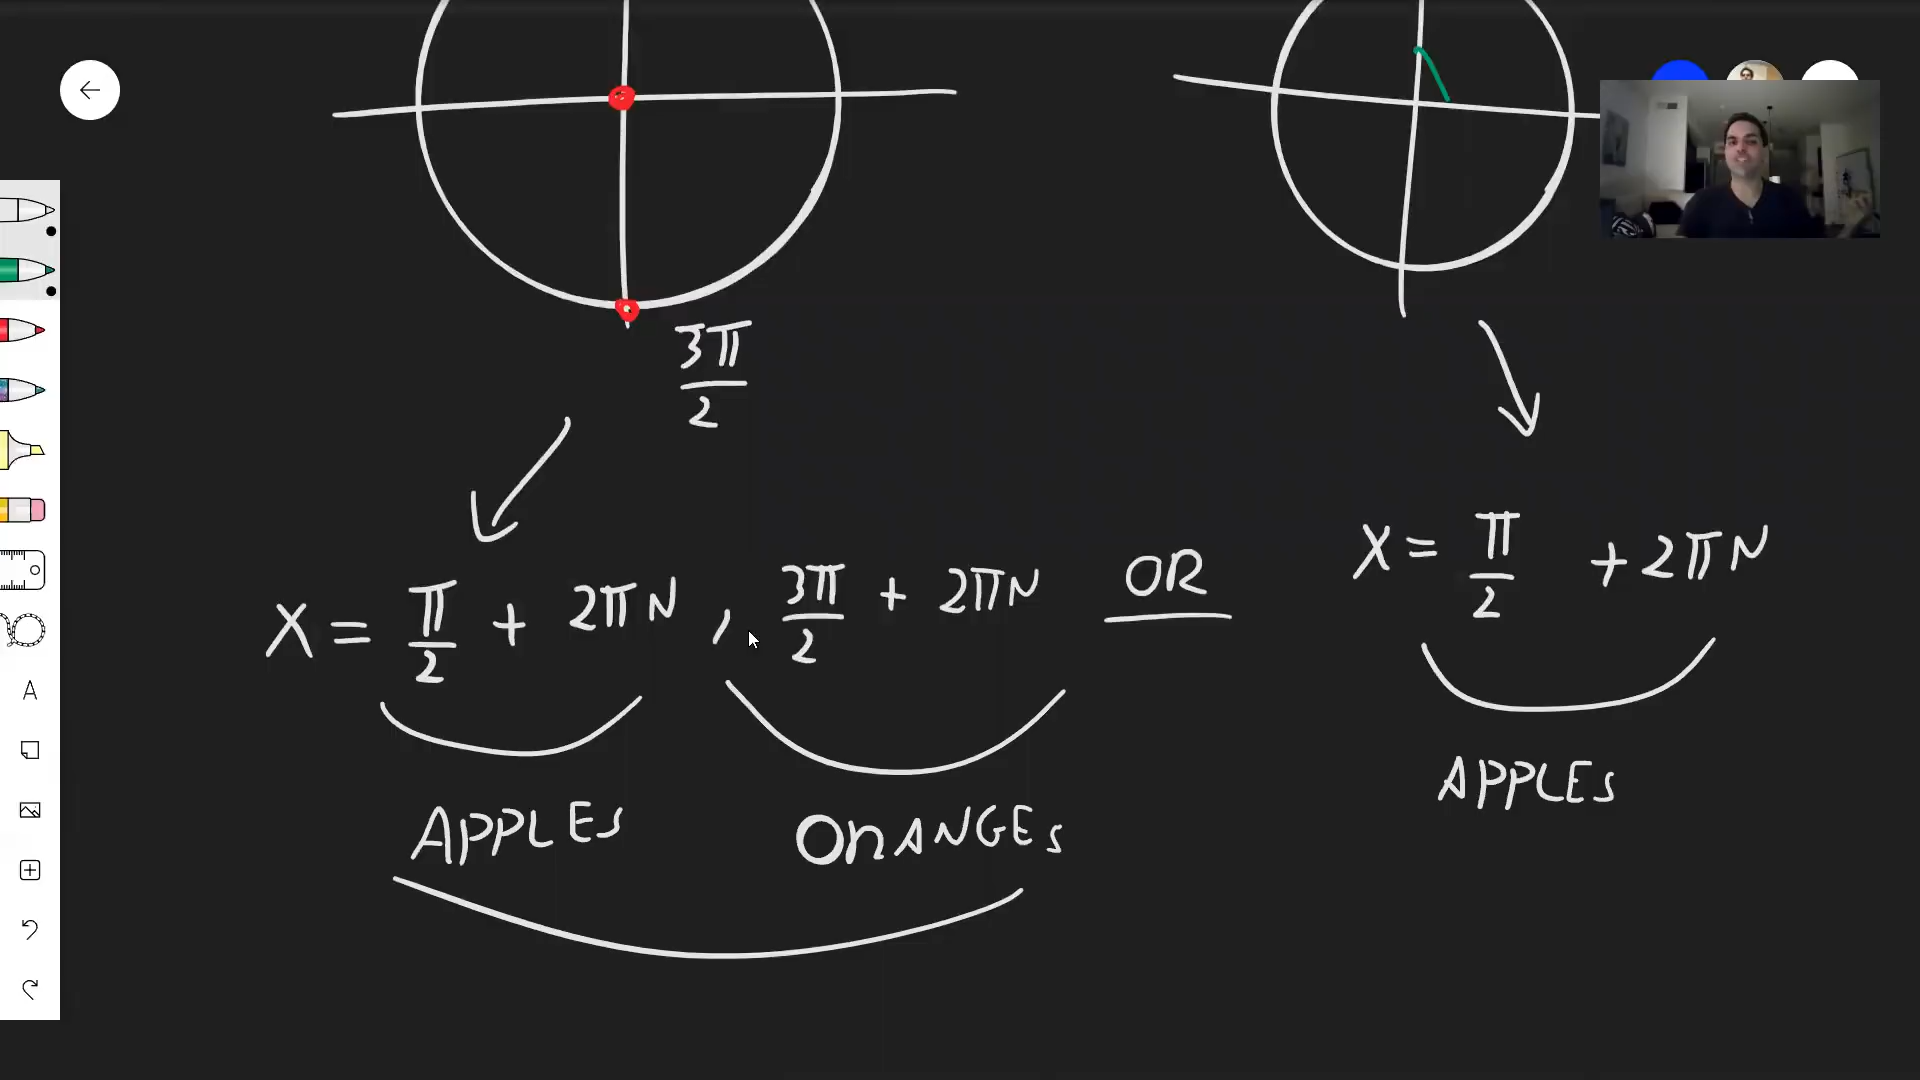 3π/2
X = π/2 + 2πN , 3π/2 + 2πN OR
X = π/2 + 2πN
APPLES
ORANGES
APPLES
A